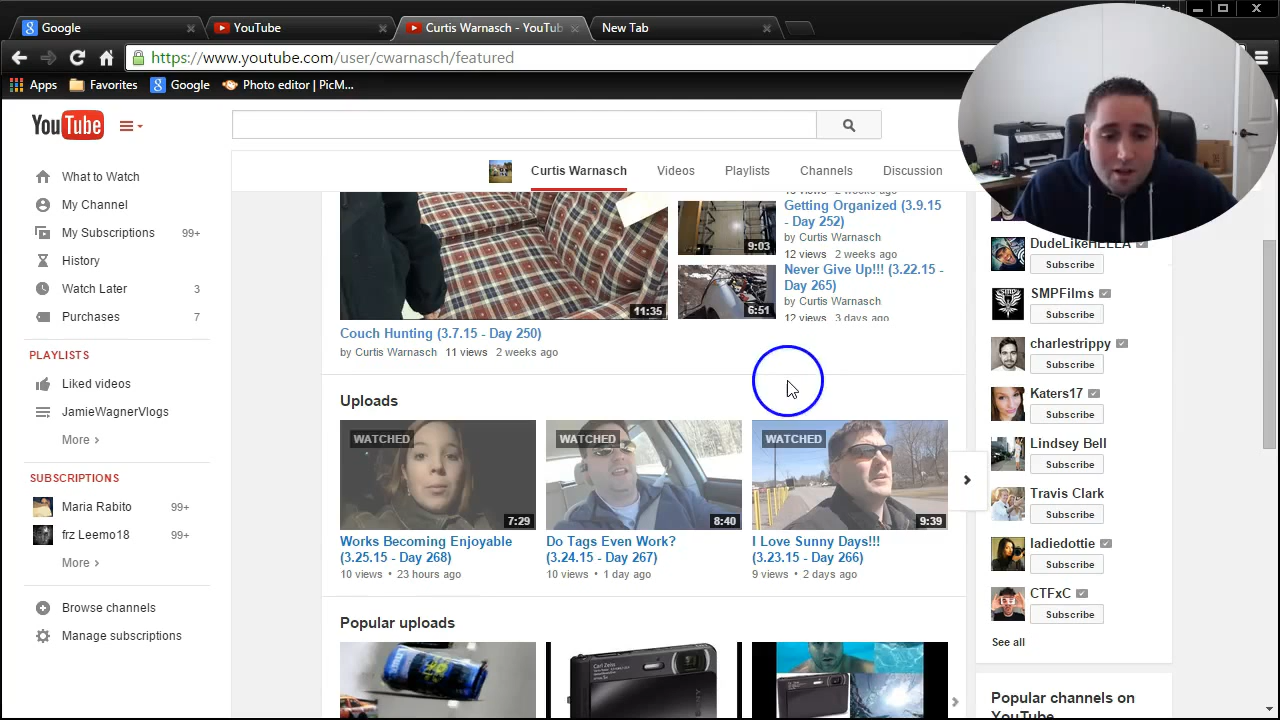 Google
YouTube
Curtis Warnasch - YouTub
New Tab
https://www.youtube.com/user/cwarnasch/featured
Apps
Favorites
Google
Photo editor | PicM...
YouTube
Curtis Warnasch
Videos
Playlists
Channels
Discussion
What to Watch
My Channel
My Subscriptions 99+
History
Watch Later 3
Purchases 7
PLAYLISTS
Liked videos
JamieWagnerVlogs
More ›
SUBSCRIPTIONS
Maria Rabito 99+
frz Leemo18 99+
More ›
Browse channels
Manage subscriptions
11:35
Couch Hunting (3.7.15 - Day 250)
by Curtis Warnasch 11 views 2 weeks ago
9:03
Getting Organized (3.9.15
- Day 252)
by Curtis Warnasch
12 views 2 weeks ago
6:51
Never Give Up!!! (3.22.15 -
Day 265)
by Curtis Warnasch
12 views 3 days ago
Uploads
WATCHED
7:29
Works Becoming Enjoyable
(3.25.15 - Day 268)
10 views • 23 hours ago
WATCHED
8:40
Do Tags Even Work?
(3.24.15 - Day 267)
10 views • 1 day ago
WATCHED
9:39
I Love Sunny Days!!!
(3.23.15 - Day 266)
9 views • 2 days ago
Popular uploads
Carl Zeiss
SONY
DudeLikeHELLA
Subscribe
SMPFilms
Subscribe
charlestrippy
Subscribe
Katers17
Subscribe
Lindsey Bell
Subscribe
Travis Clark
Subscribe
ladiedottie
Subscribe
CTFxC
Subscribe
See all
Popular channels on
YouTube